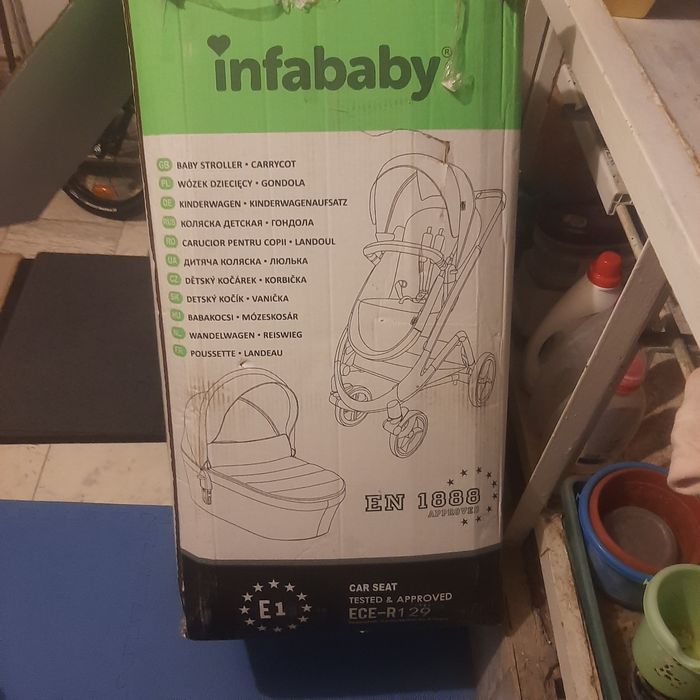 infababy®
GB BABY STROLLER • CARRYCOT
PL WÓZEK DZIECIĘCY • GONDOLA
DE KINDERWAGEN • KINDERWAGENAUFSATZ
RUS КОЛЯСКА ДЕТСКАЯ • ГОНДОЛА
RO CARUCIOR PENTRU COPII • LANDOUL
UA ДИТЯЧА КОЛЯСКА • ЛЮЛЬКА
CZ DĚTSKÝ KOČÁREK • KORBIČKA
SK DETSKÝ KOČÍK • VANIČKA
HU BABAKOCSI • MÓZESKOSÁR
NL WANDELWAGEN • REISWIEG
FR POUSSETTE • LANDEAU
EN 1888
APPROVED
E1
CAR SEAT
TESTED & APPROVED
ECE-R129